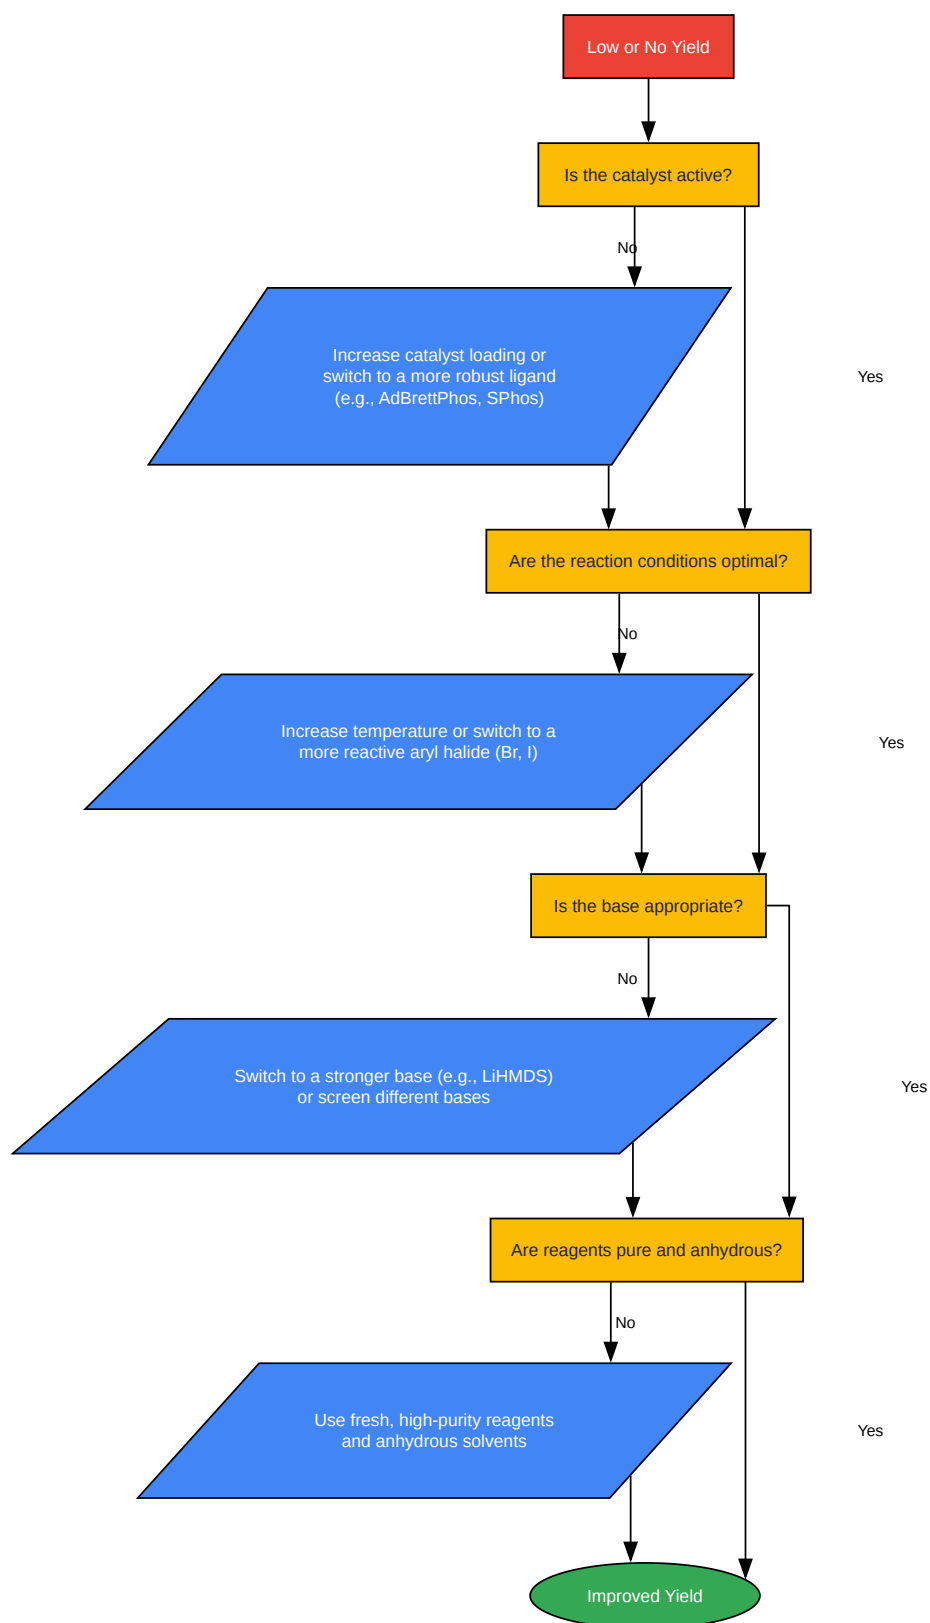 Low or No Yield
Is the catalyst active?
No
Increase catalyst loading or
switch to a more robust ligand
(e.g., AdBrettPhos, SPhos)
Yes
Are the reaction conditions optimal?
No
Increase temperature or switch to a
more reactive aryl halide (Br, I)
Yes
Is the base appropriate?
No
Switch to a stronger base (e.g., LiHMDS)
or screen different bases
Yes
Are reagents pure and anhydrous?
No
Use fresh, high-purity reagents
and anhydrous solvents
Yes
Improved Yield